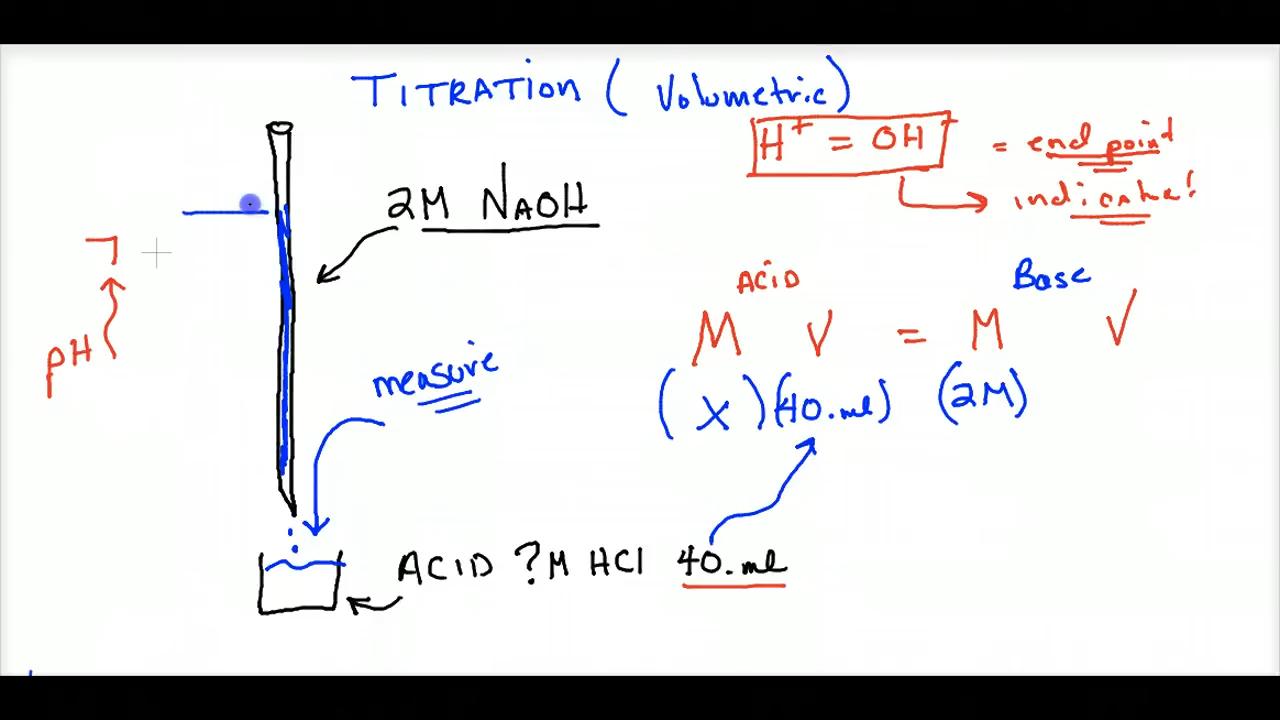 TITRATION (Volumetric)
H+ = OH = end point
indicator!
2M NAOH
7
pH
ACID Base
M V = M V
(X)(40.ml) (2M)
measure
ACID ?M HCl 40.ml